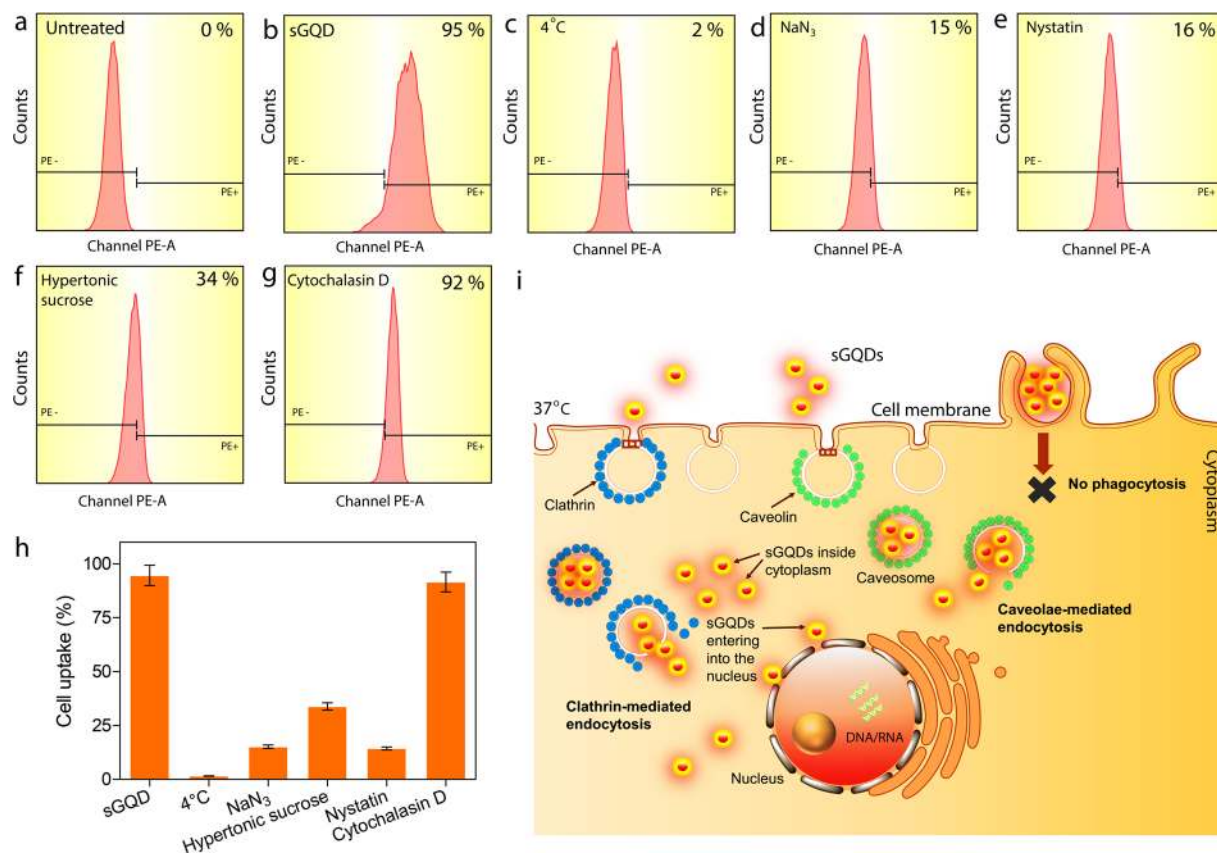 a
Untreated
0 %
Counts
PE -
PE+
Channel PE-A
b
sGQD
95 %
Counts
PE -
PE+
Channel PE-A
c
4°C
2 %
Counts
PE -
PE+
Channel PE-A
d
NaN₃
15 %
Counts
PE -
PE+
Channel PE-A
e
Nystatin
16 %
Counts
PE -
PE+
Channel PE-A
f
Hypertonic
sucrose
34 %
Counts
PE -
PE+
Channel PE-A
g
Cytochalasin D
92 %
Counts
PE -
PE+
Channel PE-A
h
Cell uptake (%)
100
75
50
25
0
sGQD
4°C
NaN₃
Hypertonic sucrose
Nystatin
Cytochalasin D
i
sGQDs
37°C
Cell membrane
Cytoplasm
Clathrin
Caveolin
No phagocytosis
sGQDs inside
cytoplasm
Caveosome
Caveolae-mediated
endocytosis
sGQDs
entering
into the
nucleus
Clathrin-mediated
endocytosis
DNA/RNA
Nucleus